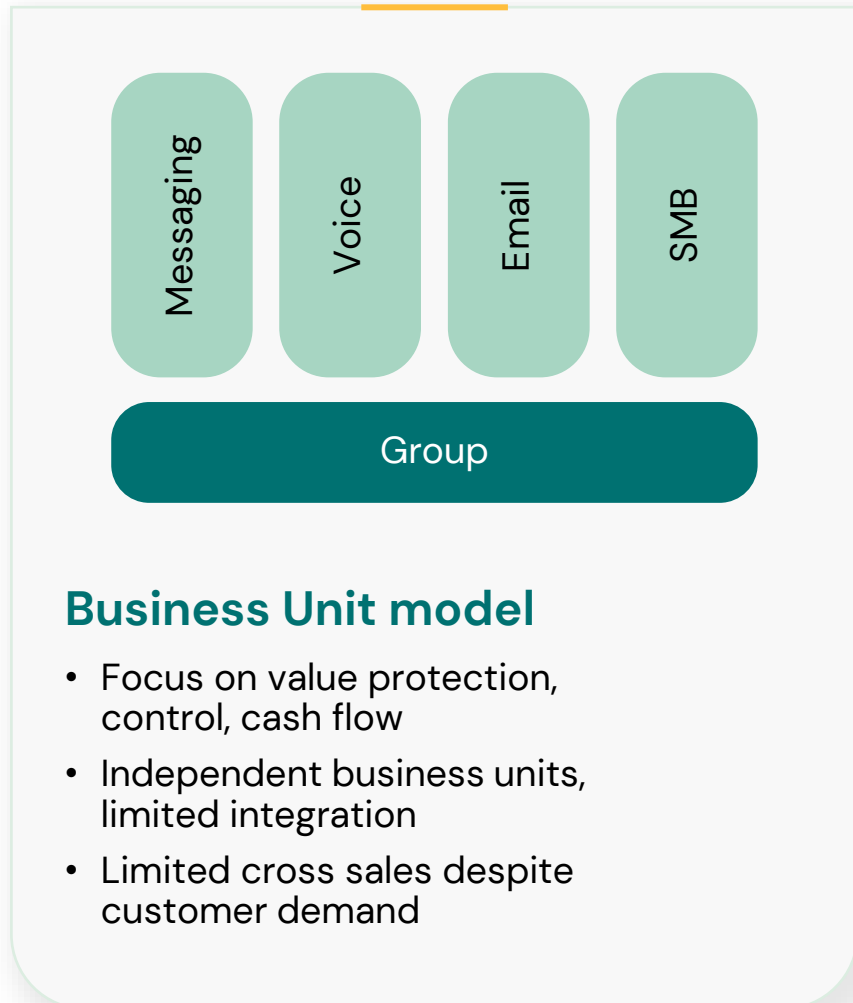 Messaging
Voice
Email
SMB
Group
Business Unit model
• Focus on value protection,
control, cash flow
• Independent business units,
limited integration
• Limited cross sales despite
customer demand